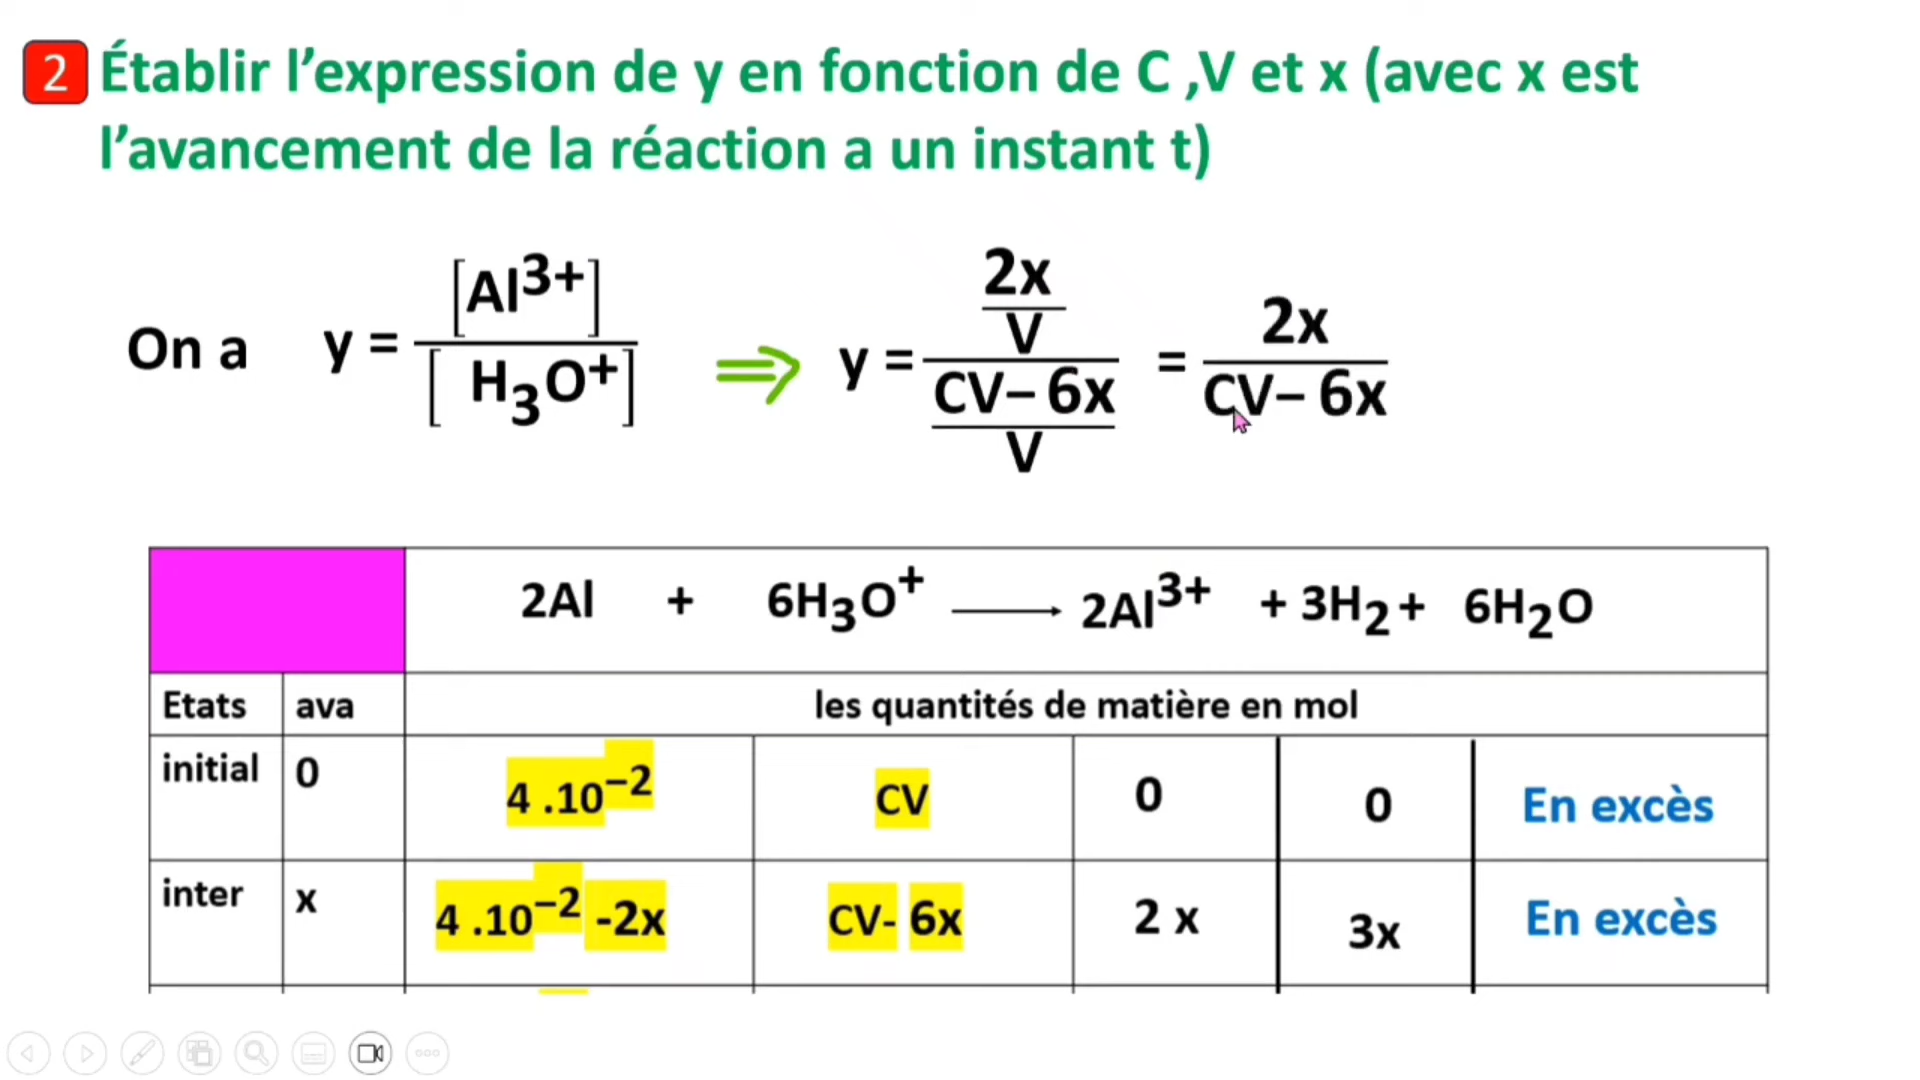 2 Établir l’expression de y en fonction de C ,V et x (avec x est
l’avancement de la réaction a un instant t)
On a y = [Al3+] / [ H3O+] ⇒ y = (2x / V) / (CV– 6x / V) = 2x / CV– 6x
2Al + 6H3O+ ⟶ 2Al3+ + 3H2 + 6H2O
Etats ava les quantités de matière en mol
initial 0 4 .10−2 CV 0 0 En excès
inter x 4 .10−2 -2x CV- 6x 2 x 3x En excès